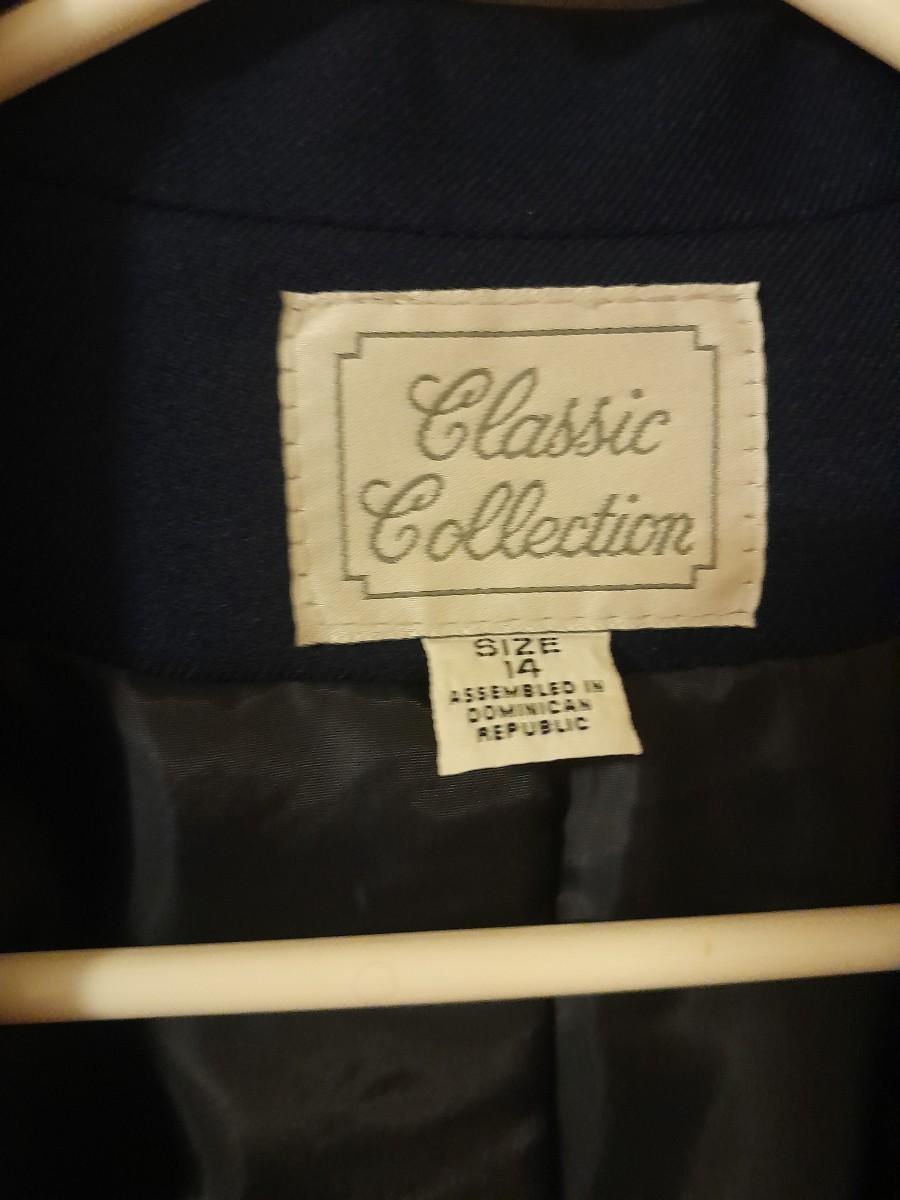 Classic
Collection
SIZE
14
ASSEMBLED IN
DOMINICAN
REPUBLIC